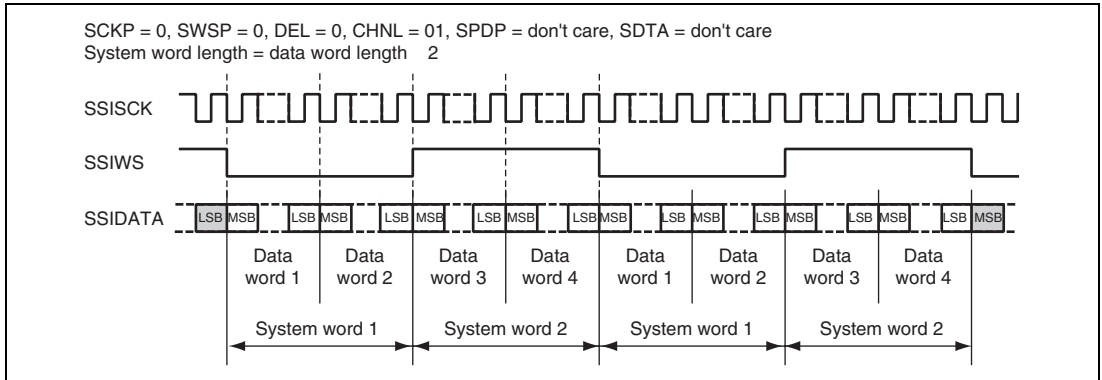 SCKP = 0, SWSP = 0, DEL = 0, CHNL = 01, SPDP = don't care, SDTA = don't care
System word length = data word length 2
SSISCK
SSIWS
SSIDATA LSB MSB LSB MSB LSB MSB LSB MSB LSB MSB LSB MSB LSB MSB LSB MSB LSB MSB
Data word 1 Data word 2 Data word 3 Data word 4 Data word 1 Data word 2 Data word 3 Data word 4
System word 1 System word 2 System word 1 System word 2